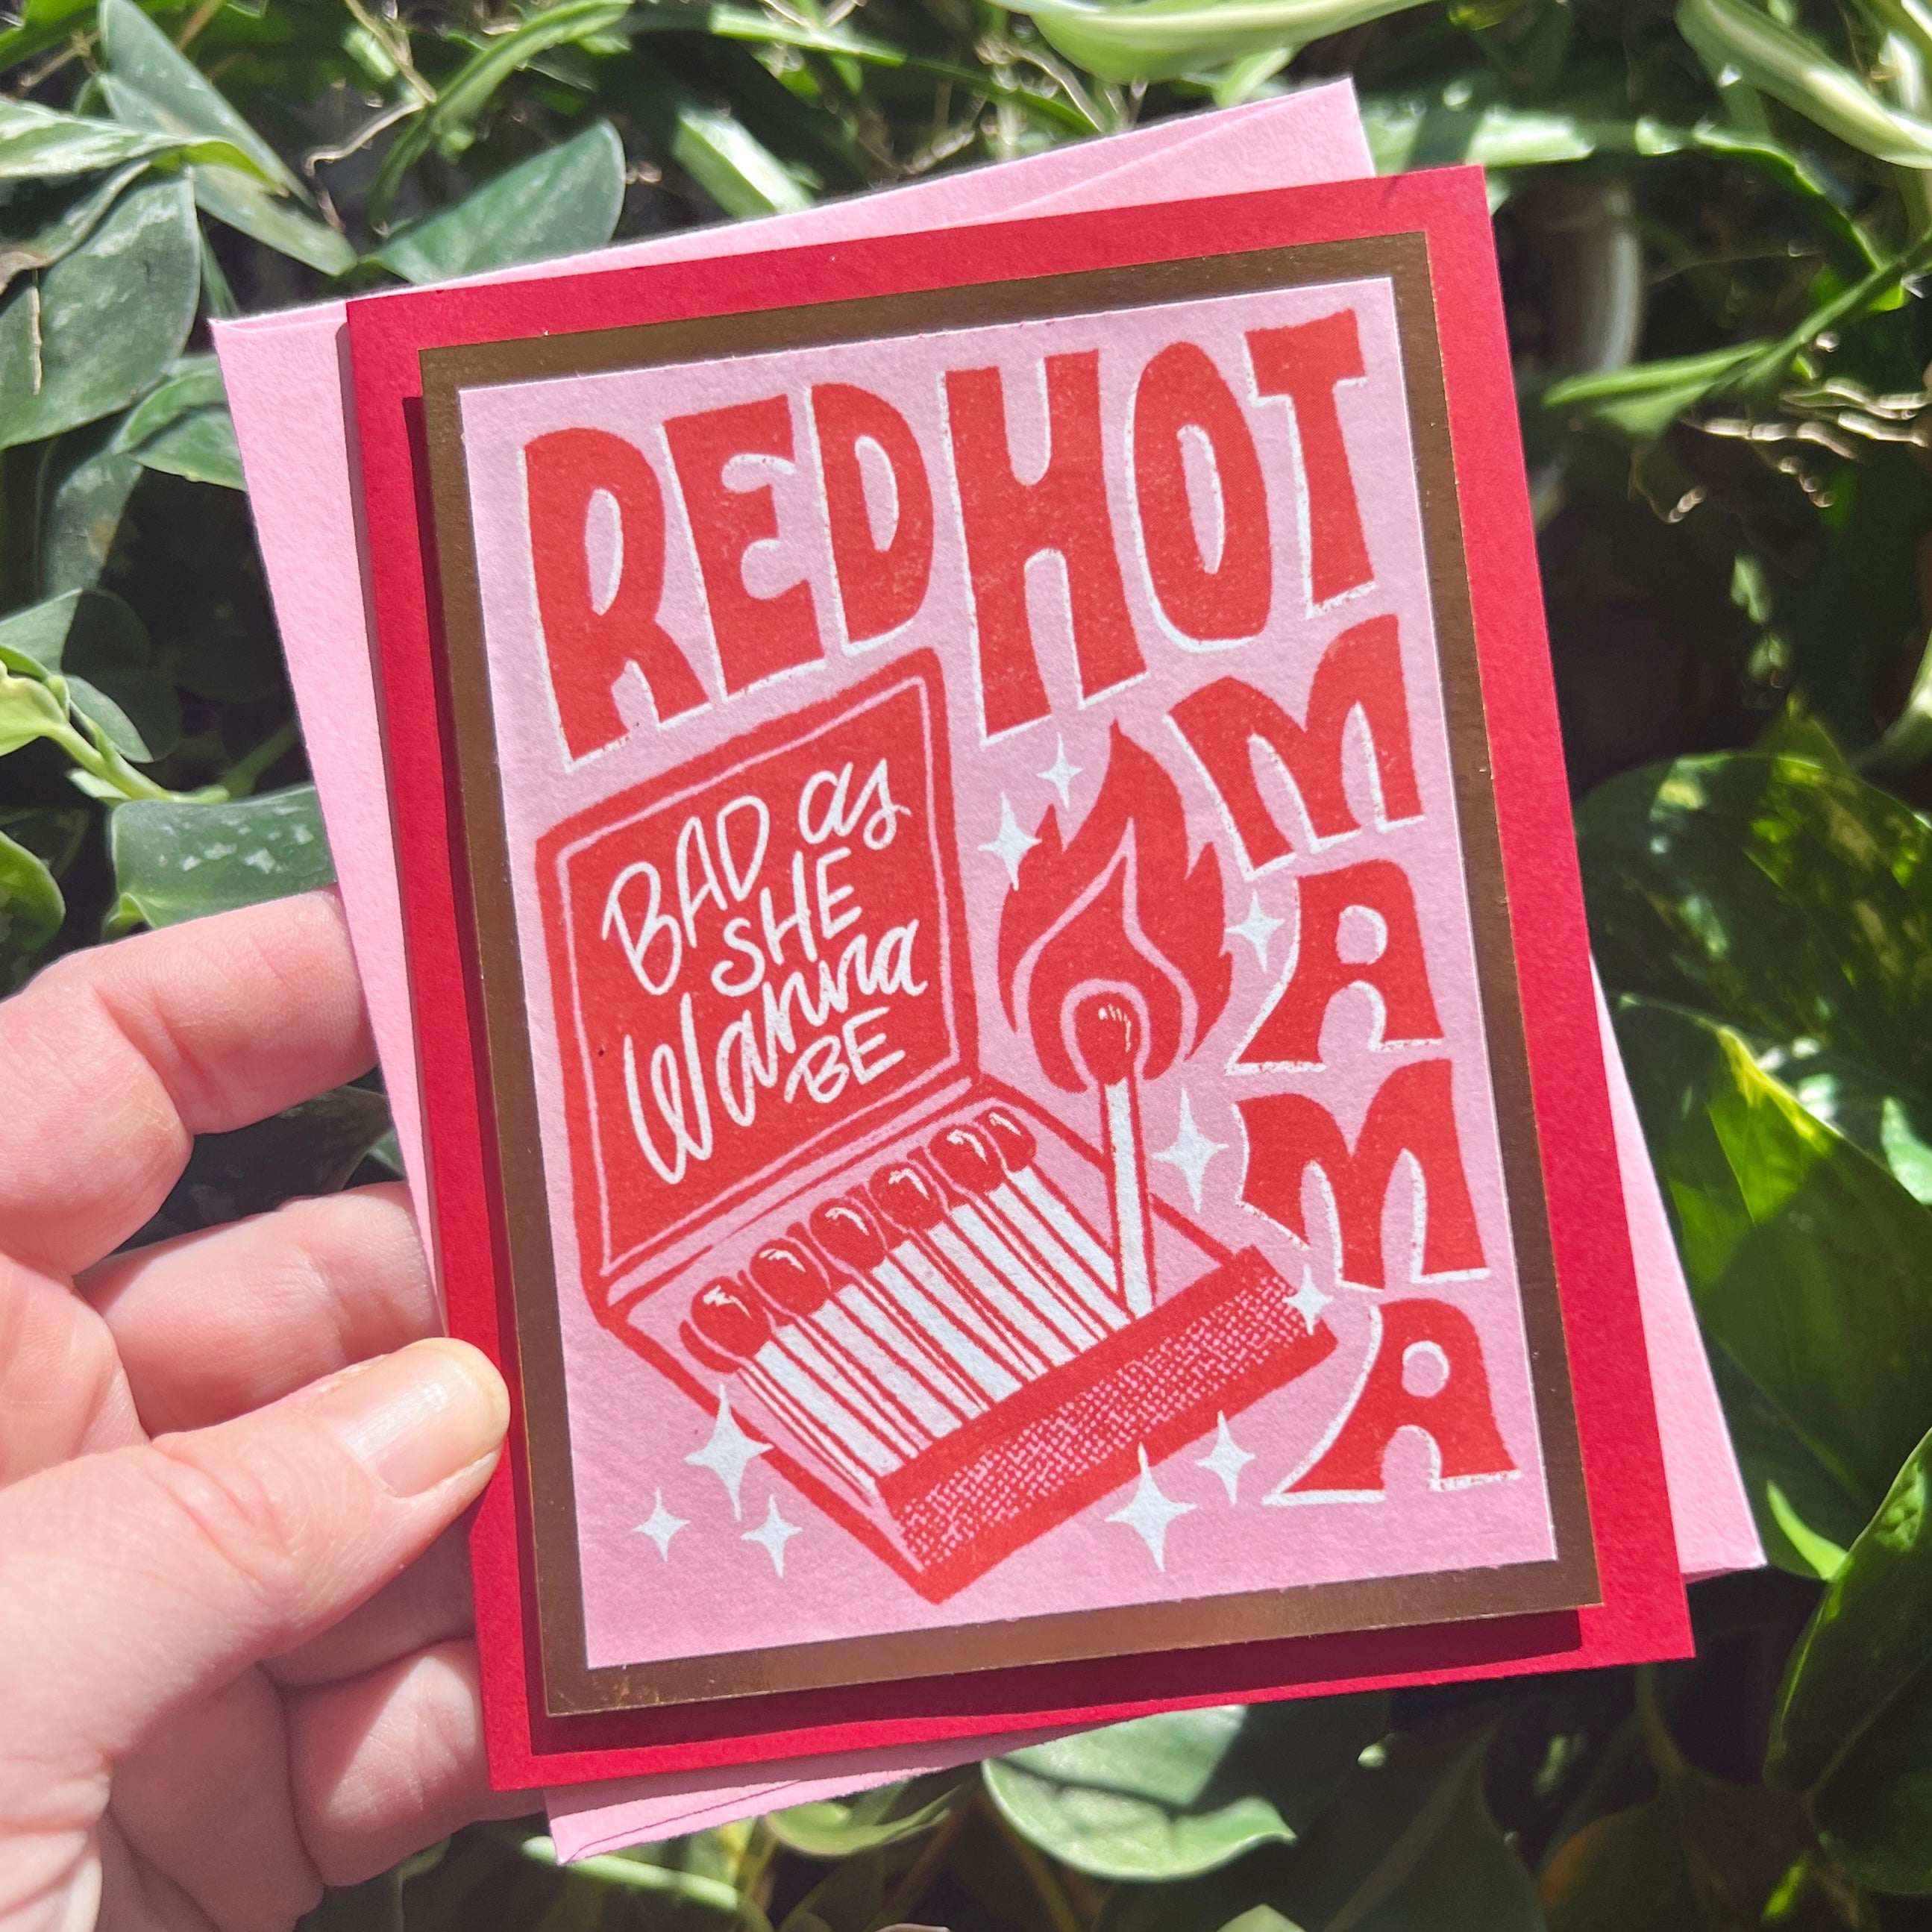 RED HOT
MAMA
BAD as
SHE
Wanna
BE